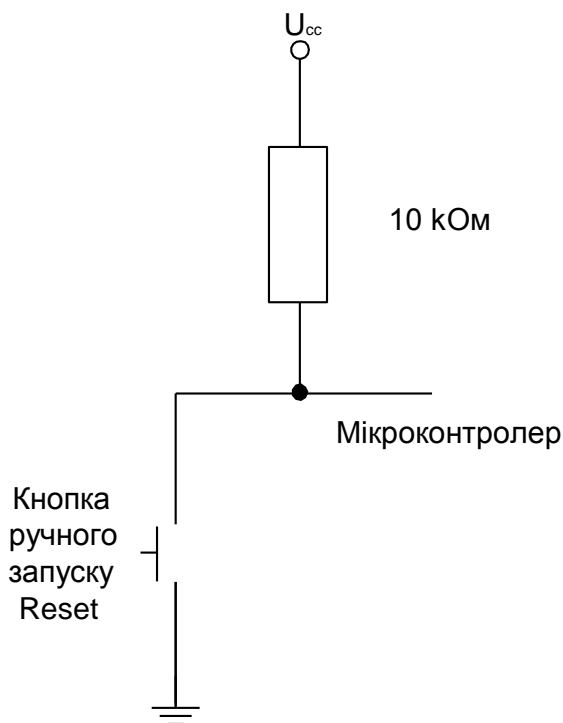 Ucc
10 kОм
Мікроконтролер
Кнопка
ручного
запуску
Reset